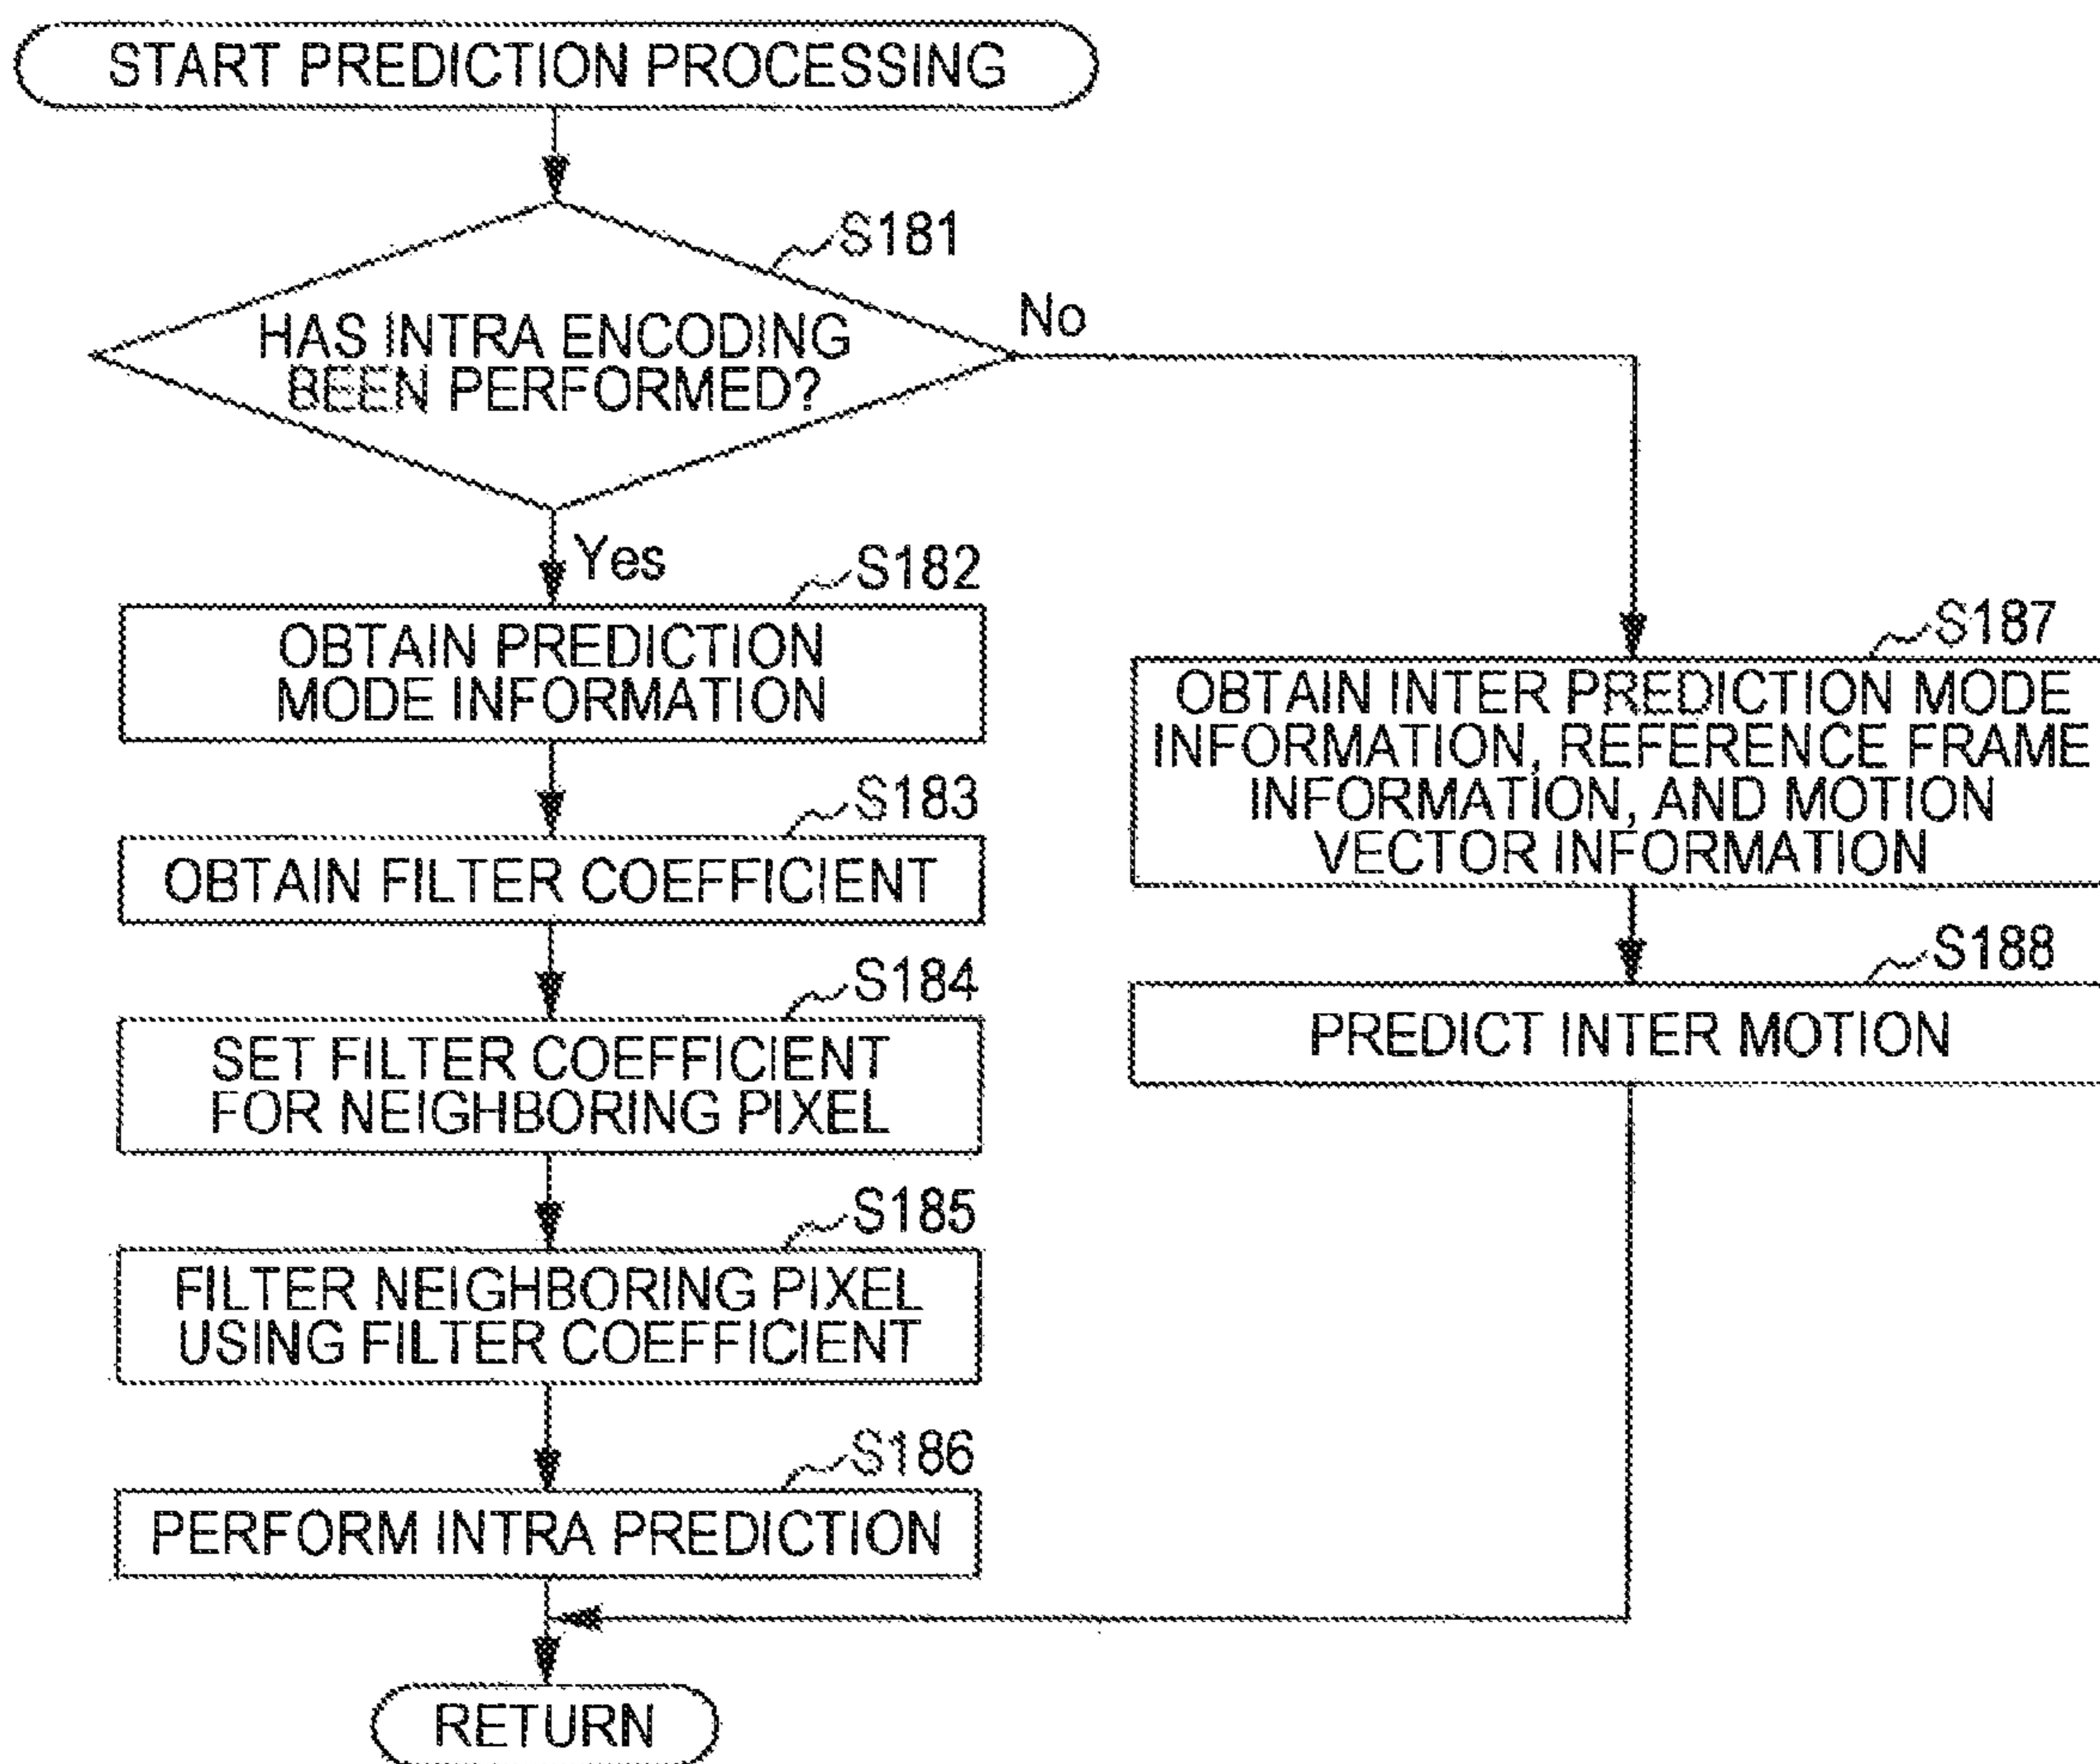 START PREDICTION PROCESSING
S181
HAS INTRA ENCODING
BEEN PERFORMED?
No
Yes
S182
OBTAIN PREDICTION
MODE INFORMATION
S183
OBTAIN FILTER COEFFICIENT
S184
SET FILTER COEFFICIENT
FOR NEIGHBORING PIXEL
S185
FILTER NEIGHBORING PIXEL
USING FILTER COEFFICIENT
S186
PERFORM INTRA PREDICTION
S187
OBTAIN INTER PREDICTION MODE
INFORMATION, REFERENCE FRAME
INFORMATION, AND MOTION
VECTOR INFORMATION
S188
PREDICT INTER MOTION
RETURN